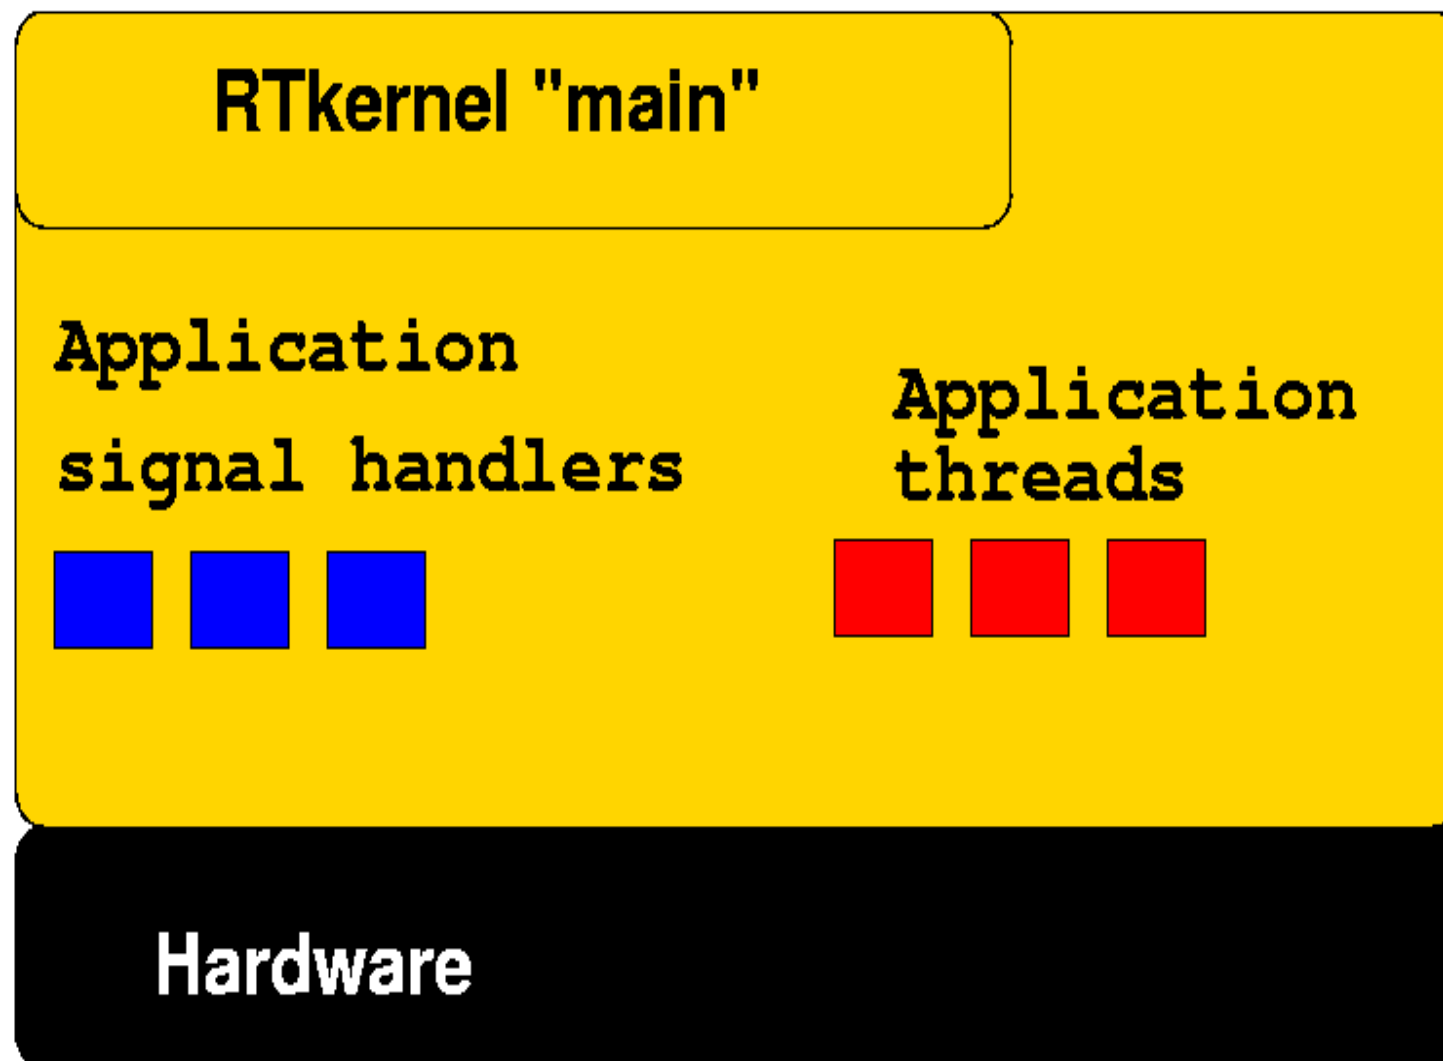 RTkernel "main"
Application
signal handlers
Application
threads
Hardware